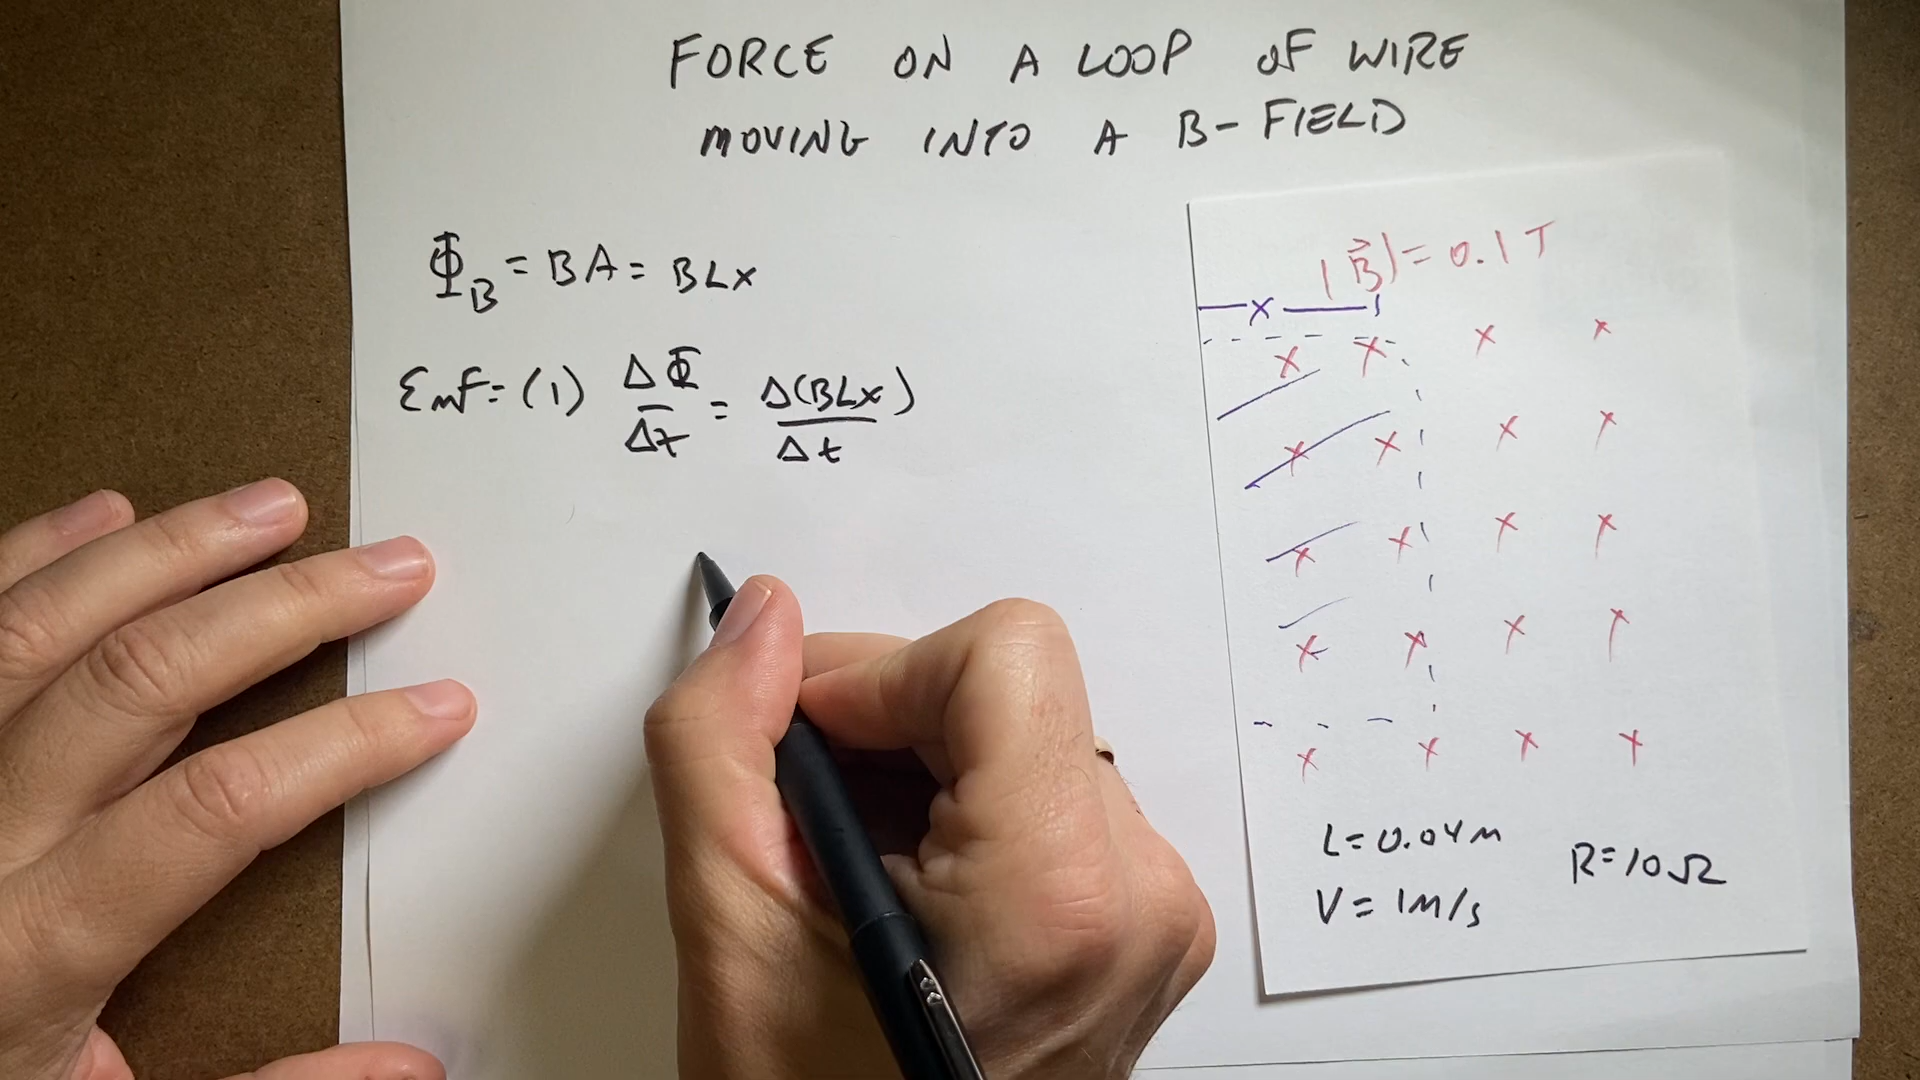 FORCE ON A LOOP OF WIRE
MOVING INTO A B-FIELD
Φ_B = BA = BLx
Emf = (1) ΔΦ/Δt = Δ(BLx)/Δt
|B⃗| = 0.1 T
x
x x x x
x x x x
x x x x
x x x x
x x x x
L = 0.04 m
R = 10 Ω
V = 1 m/s